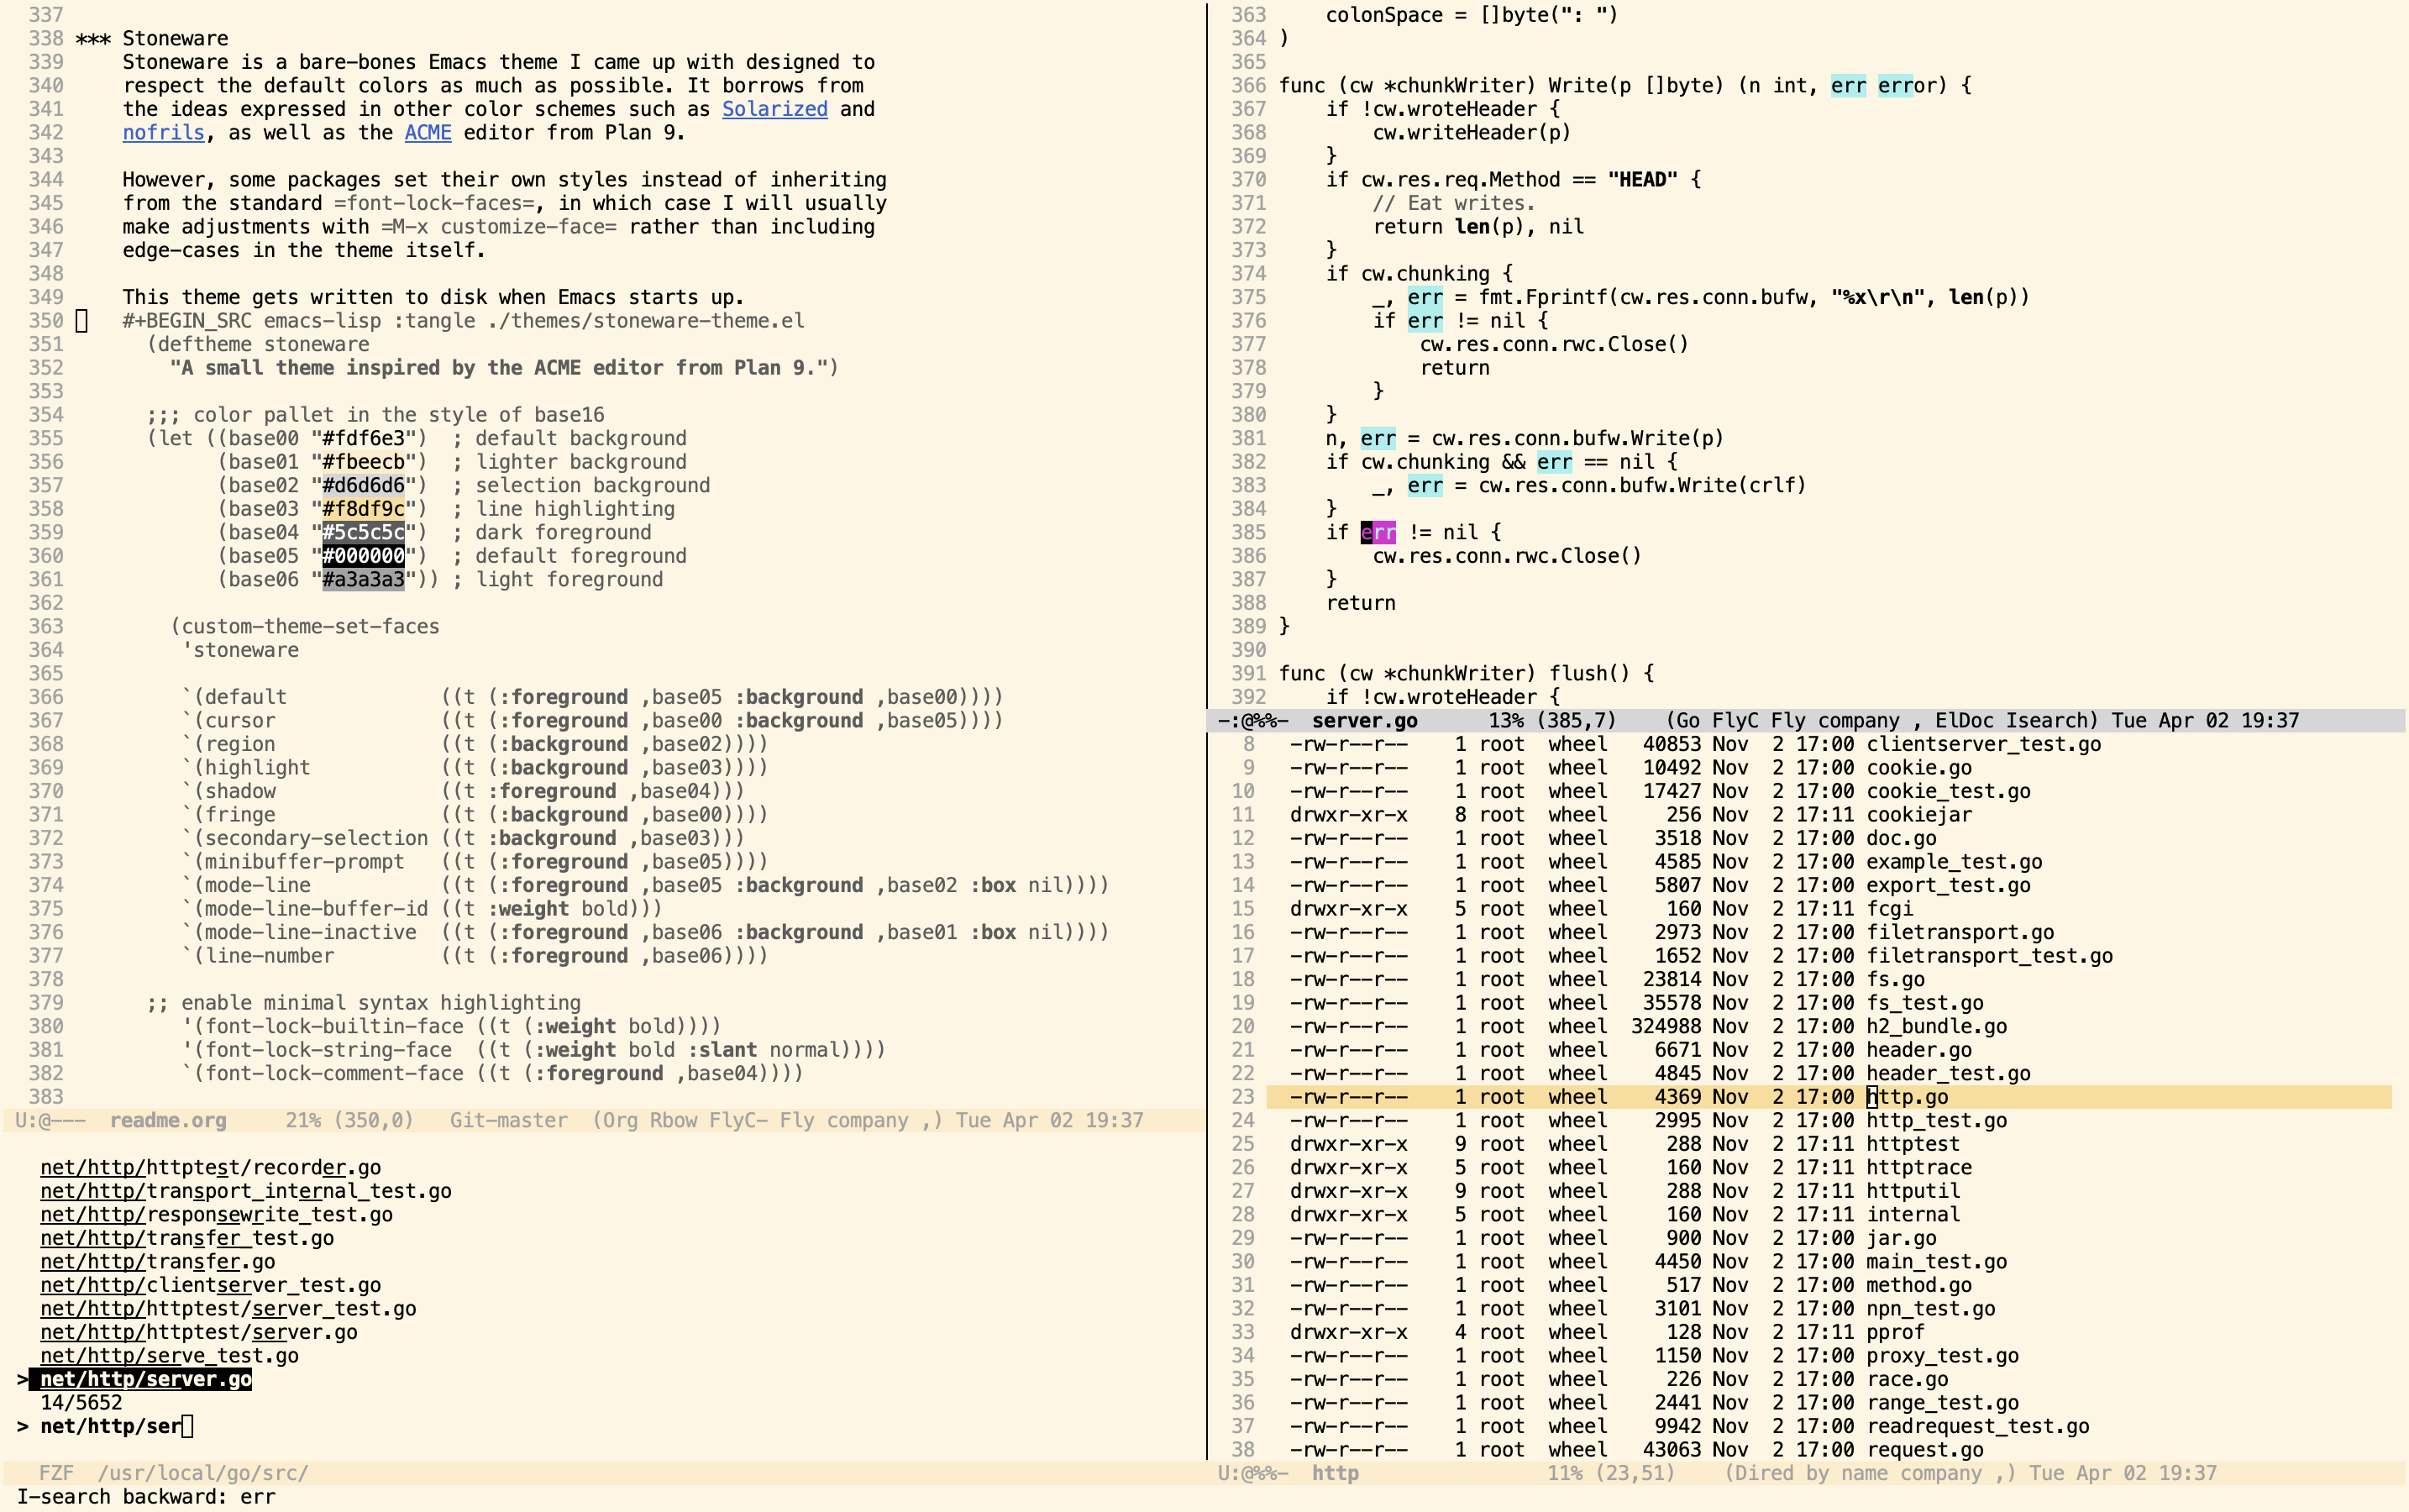 337
338 *** Stoneware
339     Stoneware is a bare-bones Emacs theme I came up with designed to
340     respect the default colors as much as possible. It borrows from
341     the ideas expressed in other color schemes such as Solarized and
342     nofrils, as well as the ACME editor from Plan 9.
343
344     However, some packages set their own styles instead of inheriting
345     from the standard =font-lock-faces=, in which case I will usually
346     make adjustments with =M-x customize-face= rather than including
347     edge-cases in the theme itself.
348
349     This theme gets written to disk when Emacs starts up.
350     #+BEGIN_SRC emacs-lisp :tangle ./themes/stoneware-theme.el
351       (deftheme stoneware
352         "A small theme inspired by the ACME editor from Plan 9.")
353
354       ;;; color pallet in the style of base16
355       (let ((base00 "#fdf6e3")  ; default background
356             (base01 "#fbeecb")  ; lighter background
357             (base02 "#d6d6d6")  ; selection background
358             (base03 "#f8df9c")  ; line highlighting
359             (base04 "#5c5c5c")  ; dark foreground
360             (base05 "#000000")  ; default foreground
361             (base06 "#a3a3a3")) ; light foreground
362
363         (custom-theme-set-faces
364          'stoneware
365
366          `(default             ((t (:foreground ,base05 :background ,base00))))
367          `(cursor              ((t (:foreground ,base00 :background ,base05))))
368          `(region              ((t (:background ,base02))))
369          `(highlight           ((t (:background ,base03))))
370          `(shadow              ((t :foreground ,base04)))
371          `(fringe              ((t (:background ,base00))))
372          `(secondary-selection ((t :background ,base03)))
373          `(minibuffer-prompt   ((t (:foreground ,base05))))
374          `(mode-line           ((t (:foreground ,base05 :background ,base02 :box nil))))
375          `(mode-line-buffer-id ((t :weight bold)))
376          `(mode-line-inactive  ((t (:foreground ,base06 :background ,base01 :box nil))))
377          `(line-number         ((t (:foreground ,base06))))
378
379       ;; enable minimal syntax highlighting
380          '(font-lock-builtin-face ((t (:weight bold))))
381          '(font-lock-string-face  ((t (:weight bold :slant normal))))
382          `(font-lock-comment-face ((t (:foreground ,base04))))
383
U:@---  readme.org     21% (350,0)   Git-master  (Org Rbow FlyC- Fly company ,) Tue Apr 02 19:37
net/http/httptest/recorder.go
net/http/transport_internal_test.go
net/http/responsewrite_test.go
net/http/transfer_test.go
net/http/transfer.go
net/http/clientserver_test.go
net/http/httptest/server_test.go
net/http/httptest/server.go
net/http/serve_test.go
> net/http/server.go
14/5652
> net/http/ser
FZF  /usr/local/go/src/
363     colonSpace = []byte(": ")
364 )
365
366 func (cw *chunkWriter) Write(p []byte) (n int, err error) {
367     if !cw.wroteHeader {
368         cw.writeHeader(p)
369     }
370     if cw.res.req.Method == "HEAD" {
371         // Eat writes.
372         return len(p), nil
373     }
374     if cw.chunking {
375         _, err = fmt.Fprintf(cw.res.conn.bufw, "%x\r\n", len(p))
376         if err != nil {
377             cw.res.conn.rwc.Close()
378             return
379         }
380     }
381     n, err = cw.res.conn.bufw.Write(p)
382     if cw.chunking && err == nil {
383         _, err = cw.res.conn.bufw.Write(crlf)
384     }
385     if err != nil {
386         cw.res.conn.rwc.Close()
387     }
388     return
389 }
390
391 func (cw *chunkWriter) flush() {
392     if !cw.wroteHeader {
-:@%%-  server.go      13% (385,7)    (Go FlyC Fly company , ElDoc Isearch) Tue Apr 02 19:37
8   -rw-r--r--    1 root  wheel   40853 Nov  2 17:00 clientserver_test.go
9   -rw-r--r--    1 root  wheel   10492 Nov  2 17:00 cookie.go
10   -rw-r--r--    1 root  wheel   17427 Nov  2 17:00 cookie_test.go
11   drwxr-xr-x    8 root  wheel     256 Nov  2 17:11 cookiejar
12   -rw-r--r--    1 root  wheel    3518 Nov  2 17:00 doc.go
13   -rw-r--r--    1 root  wheel    4585 Nov  2 17:00 example_test.go
14   -rw-r--r--    1 root  wheel    5807 Nov  2 17:00 export_test.go
15   drwxr-xr-x    5 root  wheel     160 Nov  2 17:11 fcgi
16   -rw-r--r--    1 root  wheel    2973 Nov  2 17:00 filetransport.go
17   -rw-r--r--    1 root  wheel    1652 Nov  2 17:00 filetransport_test.go
18   -rw-r--r--    1 root  wheel   23814 Nov  2 17:00 fs.go
19   -rw-r--r--    1 root  wheel   35578 Nov  2 17:00 fs_test.go
20   -rw-r--r--    1 root  wheel  324988 Nov  2 17:00 h2_bundle.go
21   -rw-r--r--    1 root  wheel    6671 Nov  2 17:00 header.go
22   -rw-r--r--    1 root  wheel    4845 Nov  2 17:00 header_test.go
23   -rw-r--r--    1 root  wheel    4369 Nov  2 17:00 http.go
24   -rw-r--r--    1 root  wheel    2995 Nov  2 17:00 http_test.go
25   drwxr-xr-x    9 root  wheel     288 Nov  2 17:11 httptest
26   drwxr-xr-x    5 root  wheel     160 Nov  2 17:11 httptrace
27   drwxr-xr-x    9 root  wheel     288 Nov  2 17:11 httputil
28   drwxr-xr-x    5 root  wheel     160 Nov  2 17:11 internal
29   -rw-r--r--    1 root  wheel     900 Nov  2 17:00 jar.go
30   -rw-r--r--    1 root  wheel    4450 Nov  2 17:00 main_test.go
31   -rw-r--r--    1 root  wheel     517 Nov  2 17:00 method.go
32   -rw-r--r--    1 root  wheel    3101 Nov  2 17:00 npn_test.go
33   drwxr-xr-x    4 root  wheel     128 Nov  2 17:11 pprof
34   -rw-r--r--    1 root  wheel    1150 Nov  2 17:00 proxy_test.go
35   -rw-r--r--    1 root  wheel     226 Nov  2 17:00 race.go
36   -rw-r--r--    1 root  wheel    2441 Nov  2 17:00 range_test.go
37   -rw-r--r--    1 root  wheel    9942 Nov  2 17:00 readrequest_test.go
38   -rw-r--r--    1 root  wheel   43063 Nov  2 17:00 request.go
U:@%%-  http                11% (23,51)    (Dired by name company ,) Tue Apr 02 19:37
I-search backward: err